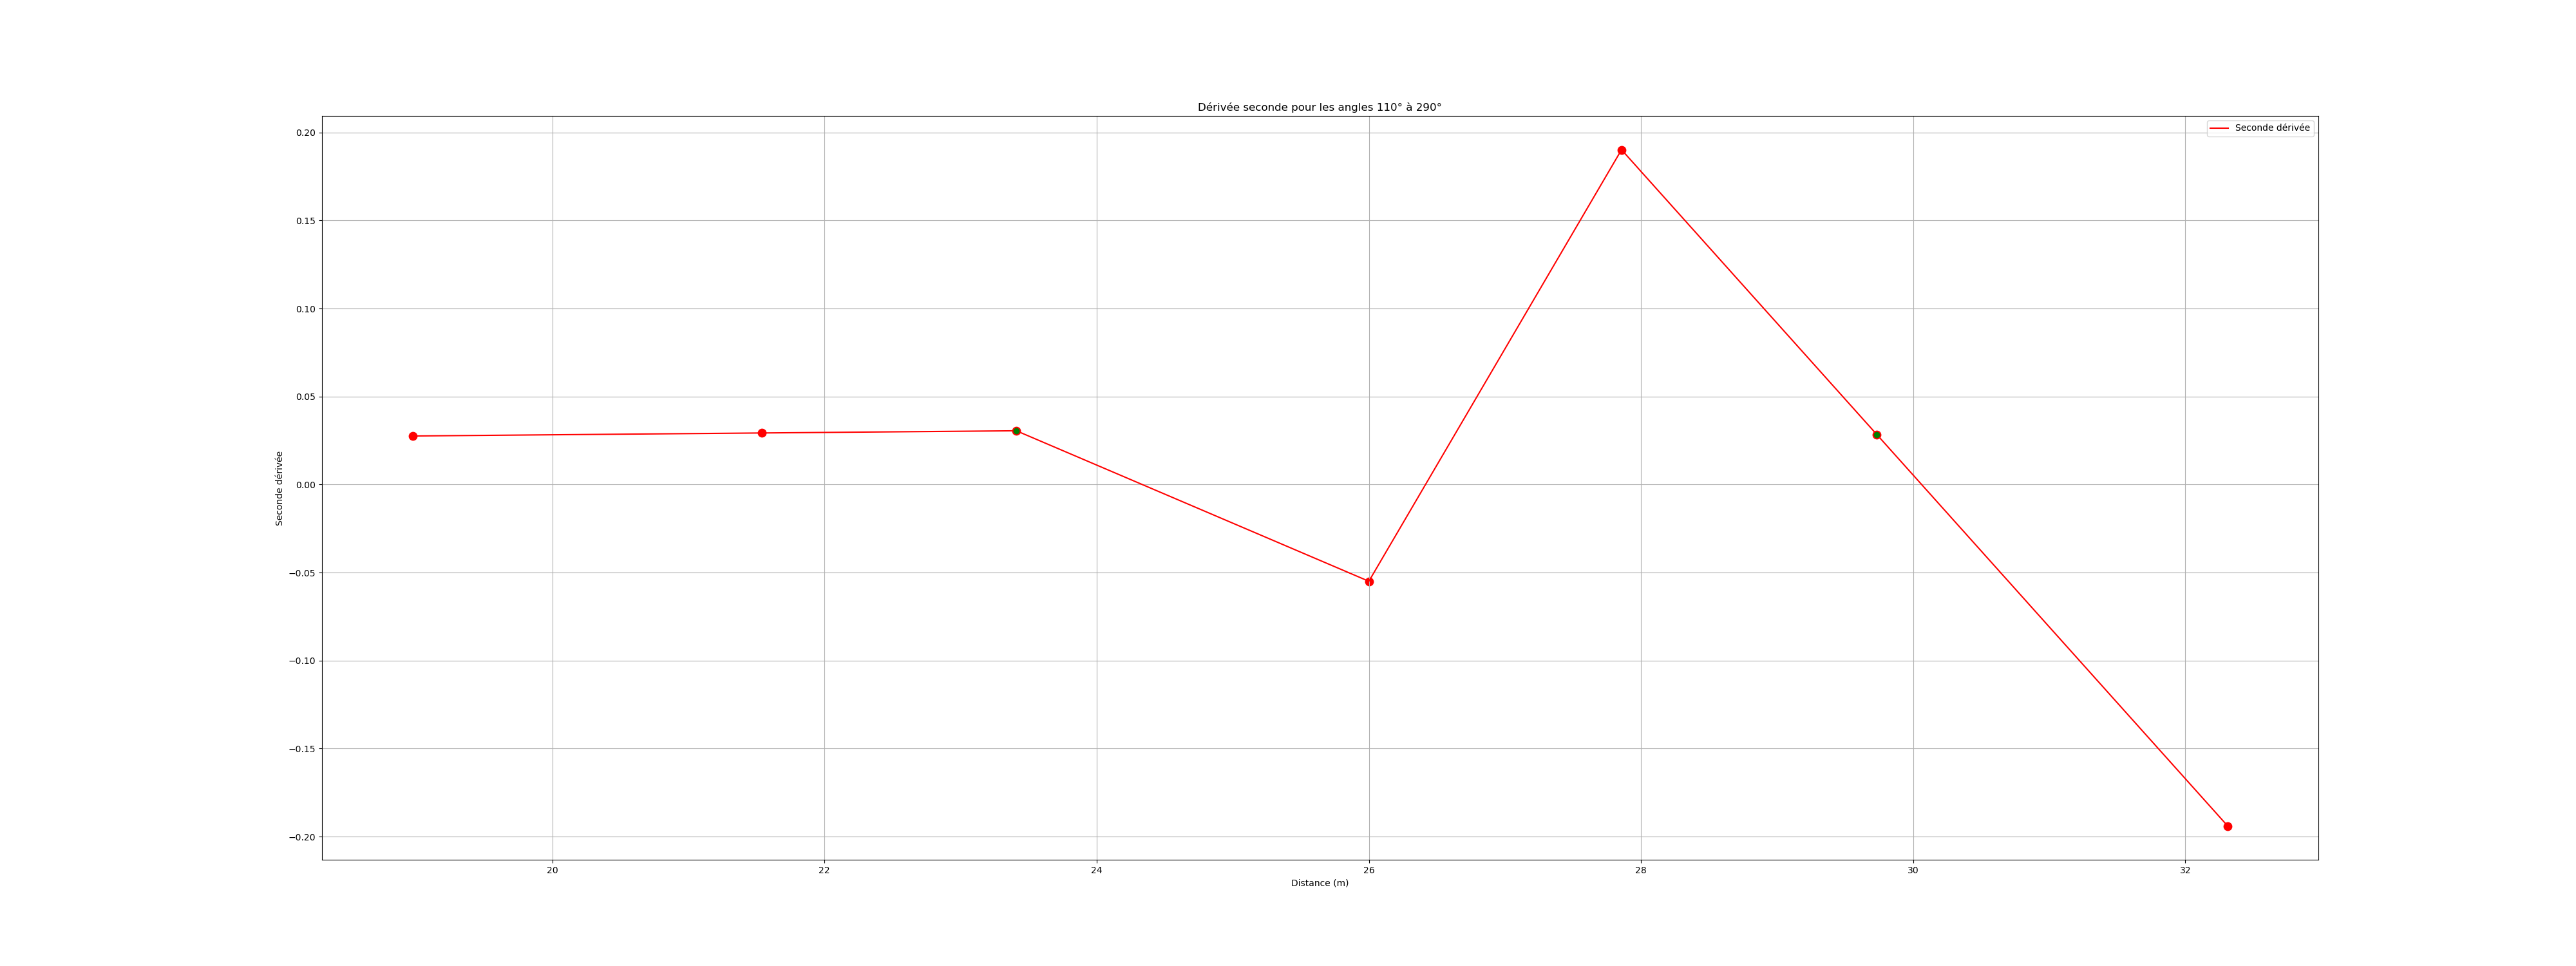 Dérivée seconde pour les angles 110° à 290°
Seconde dérivée
0.20
0.15
0.10
0.05
0.00
−0.05
−0.10
−0.15
−0.20
Seconde dérivée
20 22 24 26 28 30 32
Distance (m)